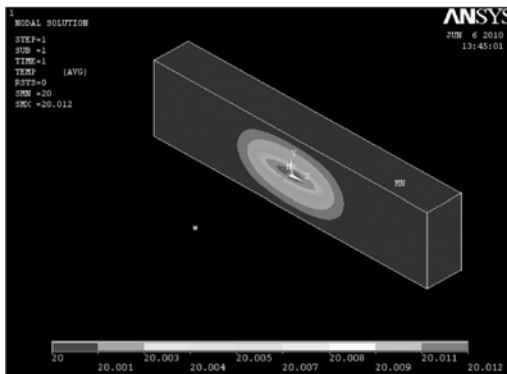 1
NODAL SOLUTION
STEP=1
SUB =1
TIME=1
TEMP (AVG)
RSYS=0
SMN =20
SMX =20.012
ANSYS
JUN 6 2010
13:45:01
MN
20 20.003 20.005 20.008 20.011
20.001 20.004 20.007 20.009 20.012